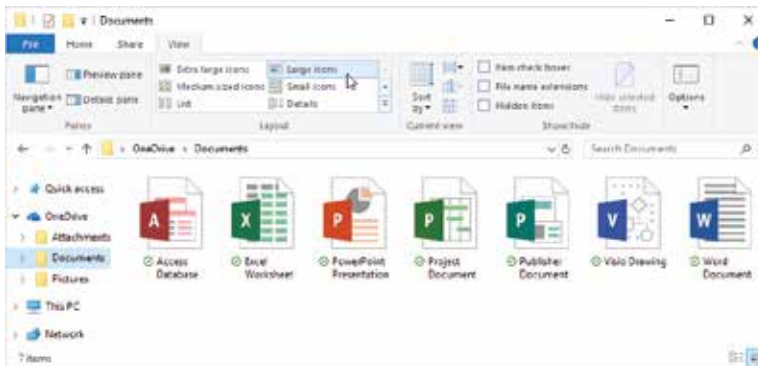 Documents
File Home Share View
Navigation pane
Preview pane
Details pane
Panes
Extra large icons Large icons
Medium-sized icons Small icons
List Details
Layout
Sort by
Current view
Item check boxes
File name extensions
Hidden items
Hide selected items
Show/hide
Options
OneDrive Documents
Search Documents
Quick access
OneDrive
Attachments
Documents
Pictures
This PC
Network
A X P P P V W
Access Database
Excel Worksheet
PowerPoint Presentation
Project Document
Publisher Document
Visio Drawing
Word Document
7 items